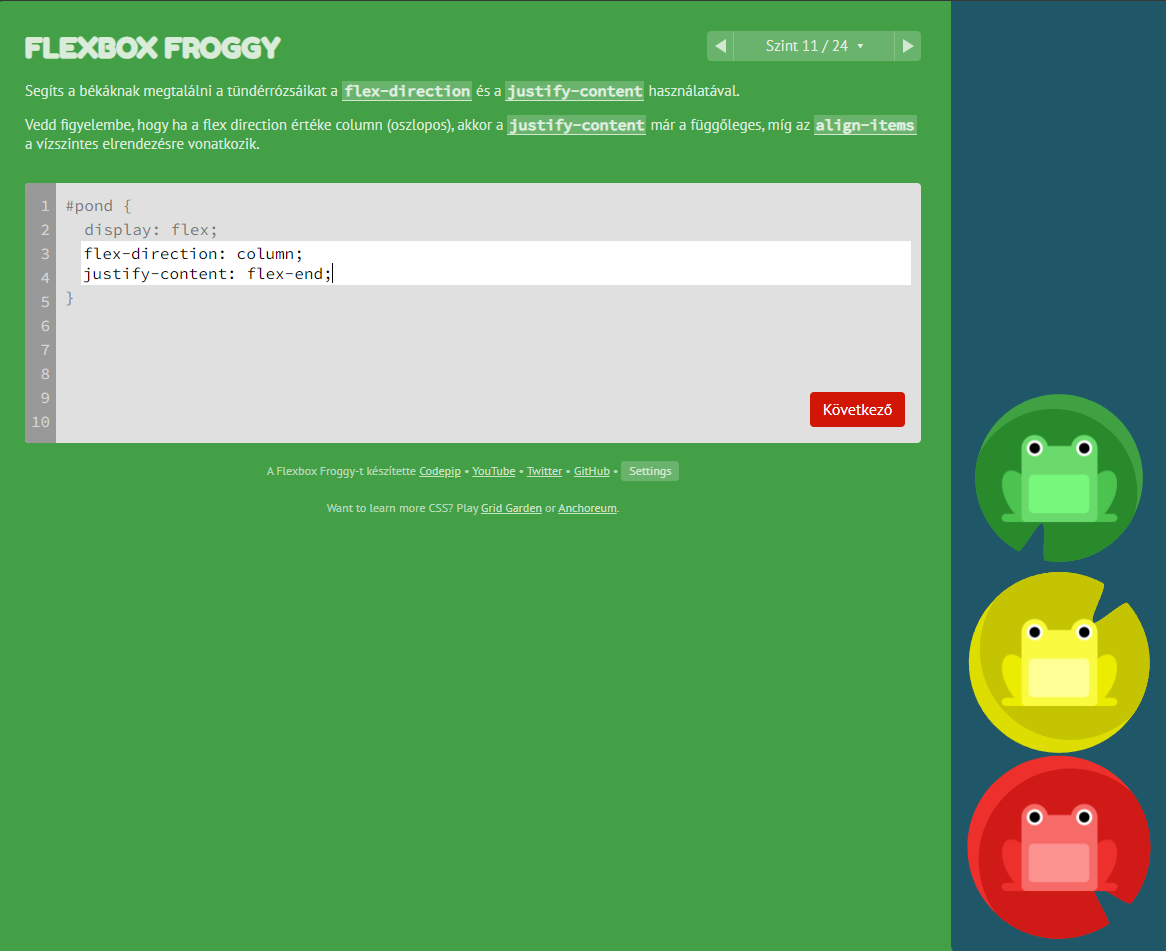 FLEXBOX FROGGY
Szint 11 / 24
Segíts a békáknak megtalálni a tündérrózsáikat a flex-direction és a justify-content használatával.
Vedd figyelembe, hogy ha a flex direction értéke column (oszlopos), akkor a justify-content már a függőleges, míg az align-items
a vízszintes elrendezésre vonatkozik.
1 #pond {
2 display: flex;
3 flex-direction: column;
4 justify-content: flex-end;
5 }
6
7
8
9
10
Következő
A Flexbox Froggy-t készítette Codepip • YouTube • Twitter • GitHub • Settings
Want to learn more CSS? Play Grid Garden or Anchoreum.